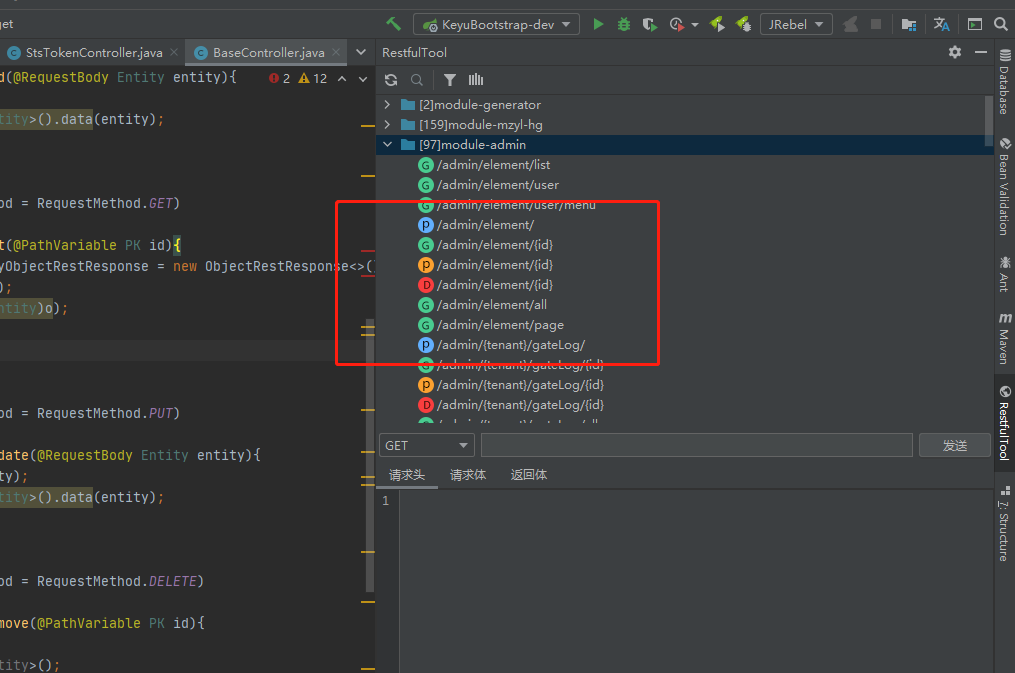 get
KeyuBootstrap-dev
JRebel
StsTokenController.java
BaseController.java
RestfulTool
d(@RequestBody Entity entity){
2
12
tity>().data(entity);
od = RequestMethod.GET)
t(@PathVariable PK id){
yObjectRestResponse = new ObjectRestResponse<>()
);
ntity)o);
od = RequestMethod.PUT)
date(@RequestBody Entity entity){
ty);
tity>().data(entity);
od = RequestMethod.DELETE)
move(@PathVariable PK id){
tity>();
[2]module-generator
[159]module-mzyl-hg
[97]module-admin
G /admin/element/list
G /admin/element/user
G /admin/element/user/menu
p /admin/element/
G /admin/element/{id}
p /admin/element/{id}
D /admin/element/{id}
G /admin/element/all
G /admin/element/page
p /admin/{tenant}/gateLog/
G /admin/{tenant}/gateLog/{id}
p /admin/{tenant}/gateLog/{id}
D /admin/{tenant}/gateLog/{id}
GET
发送
请求头
请求体
返回体
1
Database
Bean Validation
Ant
Maven
RestfulTool
7: Structure